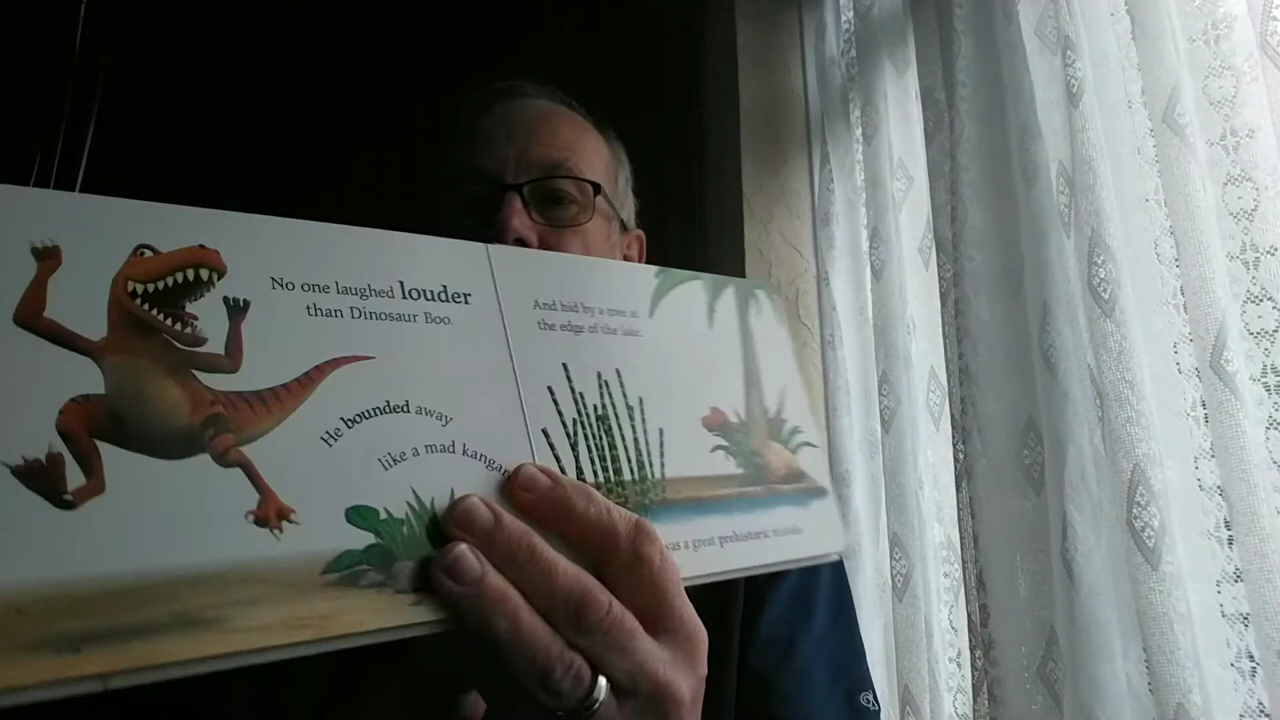 No one laughed louder
than Dinosaur Boo.
He bounded away
like a mad kangar
And hid by a tree at
the edge of the lake.
was a great prehistoric mistake.